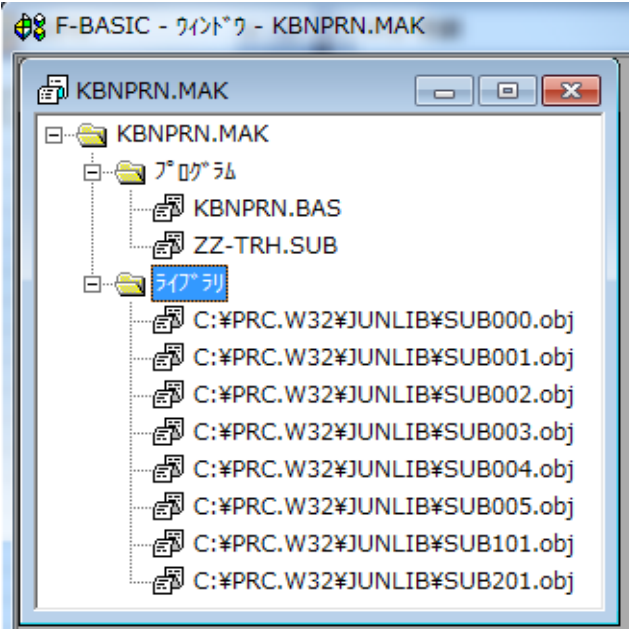 F-BASIC - ｳｨﾝﾄﾞｳ - KBNPRN.MAK
KBNPRN.MAK
KBNPRN.MAK
ﾌﾟﾛｸﾞﾗﾑ
KBNPRN.BAS
ZZ-TRH.SUB
ﾗｲﾌﾞﾗﾘ
C:¥PRC.W32¥JUNLIB¥SUB000.obj
C:¥PRC.W32¥JUNLIB¥SUB001.obj
C:¥PRC.W32¥JUNLIB¥SUB002.obj
C:¥PRC.W32¥JUNLIB¥SUB003.obj
C:¥PRC.W32¥JUNLIB¥SUB004.obj
C:¥PRC.W32¥JUNLIB¥SUB005.obj
C:¥PRC.W32¥JUNLIB¥SUB101.obj
C:¥PRC.W32¥JUNLIB¥SUB201.obj